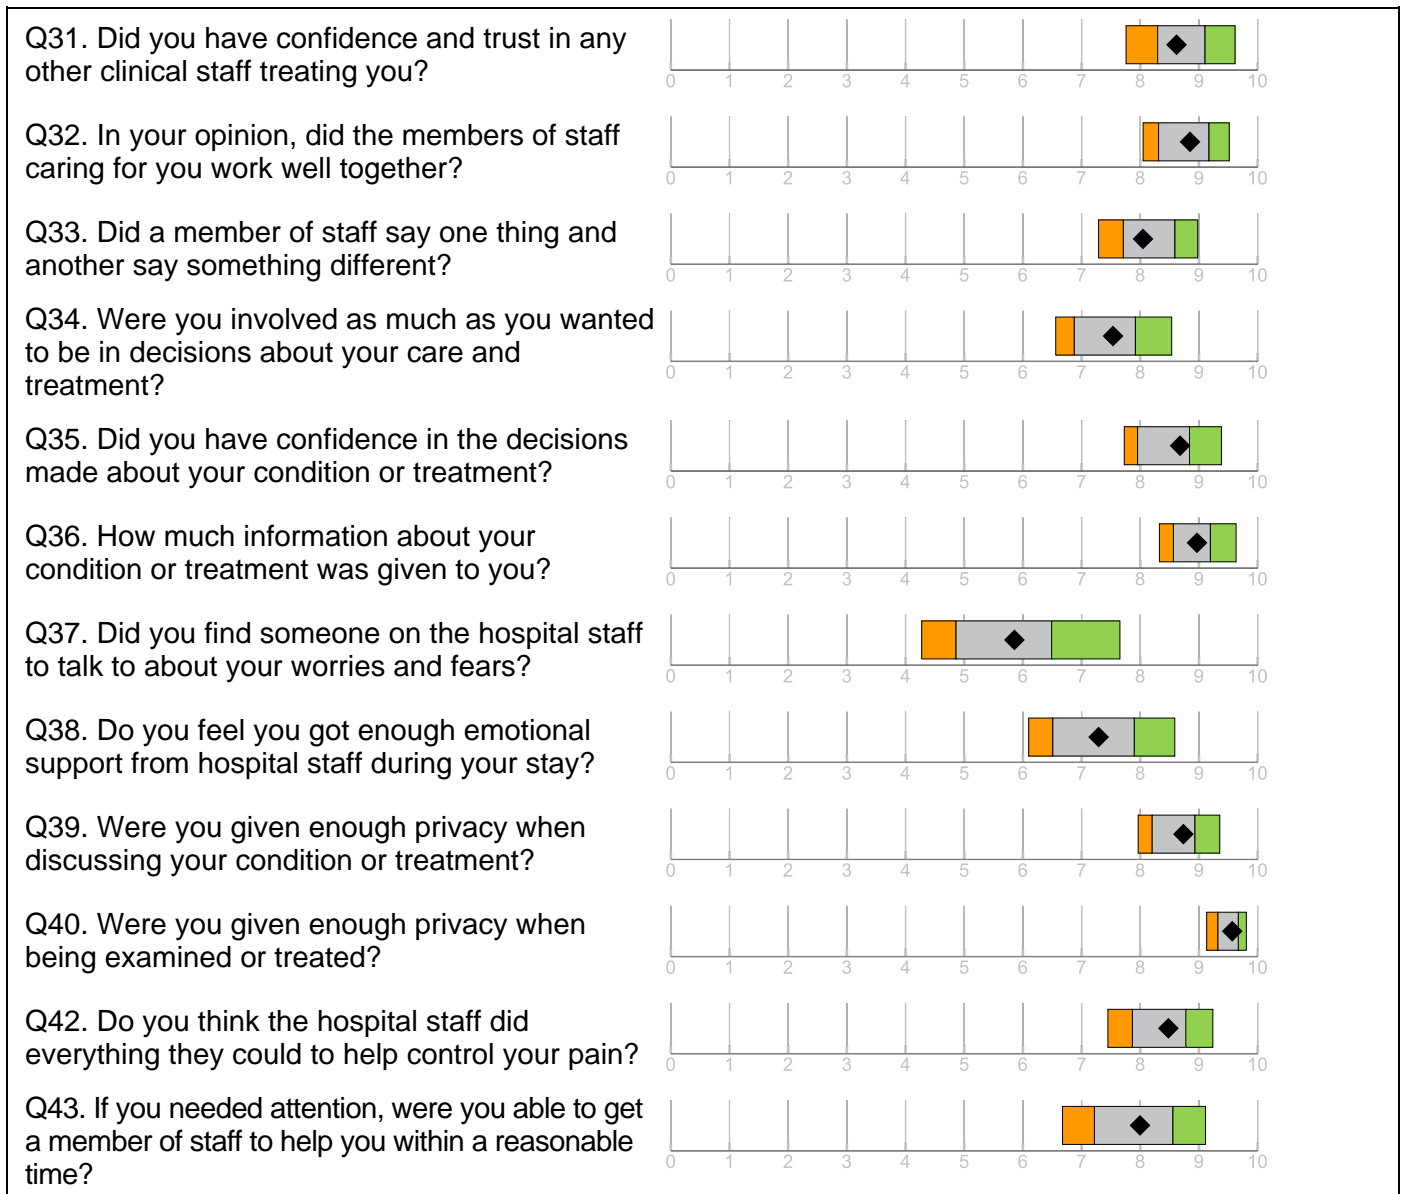 Q31. Did you have confidence and trust in any
other clinical staff treating you?
0 1 2 3 4 5 6 7 8 9 10
Q32. In your opinion, did the members of staff
caring for you work well together?
0 1 2 3 4 5 6 7 8 9 10
Q33. Did a member of staff say one thing and
another say something different?
0 1 2 3 4 5 6 7 8 9 10
Q34. Were you involved as much as you wanted
to be in decisions about your care and
treatment?
0 1 2 3 4 5 6 7 8 9 10
Q35. Did you have confidence in the decisions
made about your condition or treatment?
0 1 2 3 4 5 6 7 8 9 10
Q36. How much information about your
condition or treatment was given to you?
0 1 2 3 4 5 6 7 8 9 10
Q37. Did you find someone on the hospital staff
to talk to about your worries and fears?
0 1 2 3 4 5 6 7 8 9 10
Q38. Do you feel you got enough emotional
support from hospital staff during your stay?
0 1 2 3 4 5 6 7 8 9 10
Q39. Were you given enough privacy when
discussing your condition or treatment?
0 1 2 3 4 5 6 7 8 9 10
Q40. Were you given enough privacy when
being examined or treated?
0 1 2 3 4 5 6 7 8 9 10
Q42. Do you think the hospital staff did
everything they could to help control your pain?
0 1 2 3 4 5 6 7 8 9 10
Q43. If you needed attention, were you able to get
a member of staff to help you within a reasonable
time?
0 1 2 3 4 5 6 7 8 9 10